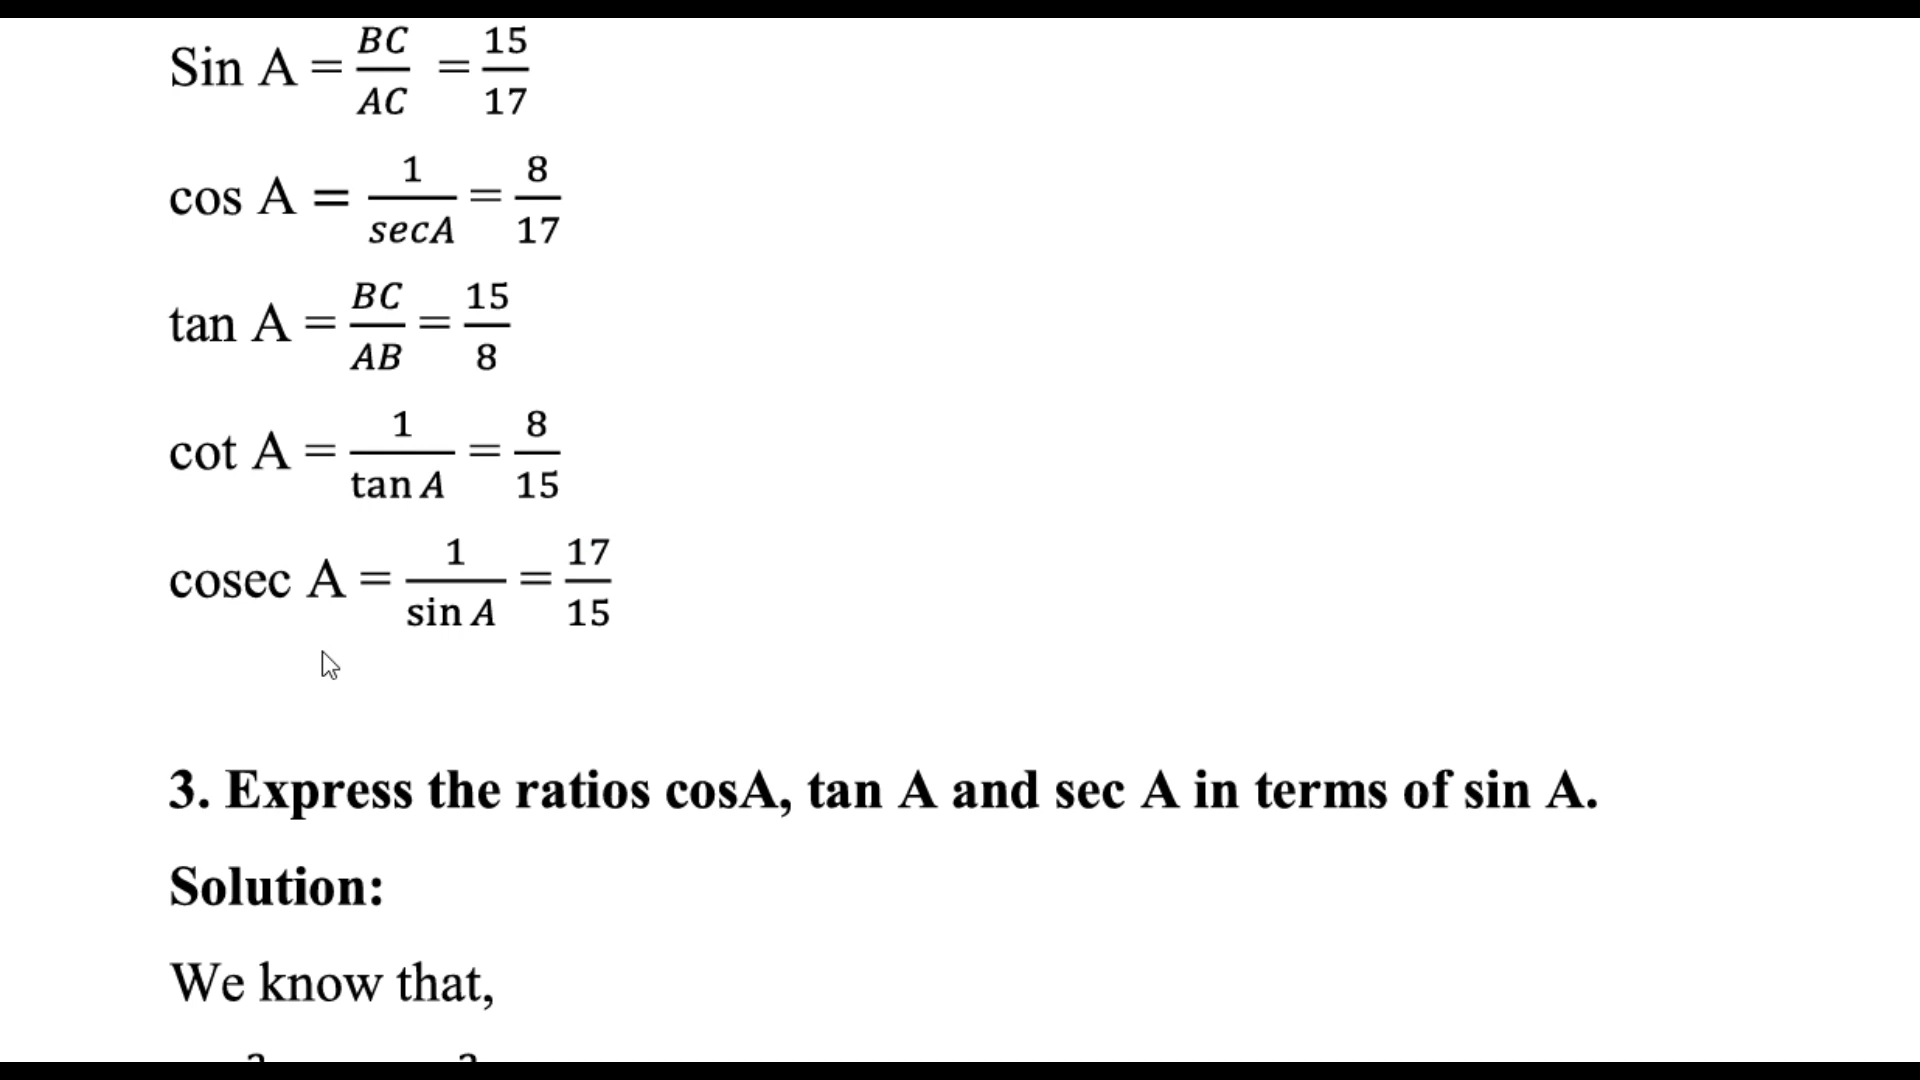 Sin A = BC/AC = 15/17
cos A = 1/secA = 8/17
tan A = BC/AB = 15/8
cot A = 1/tan A = 8/15
cosec A = 1/sin A = 17/15
3. Express the ratios cosA, tan A and sec A in terms of sin A.
Solution:
We know that,